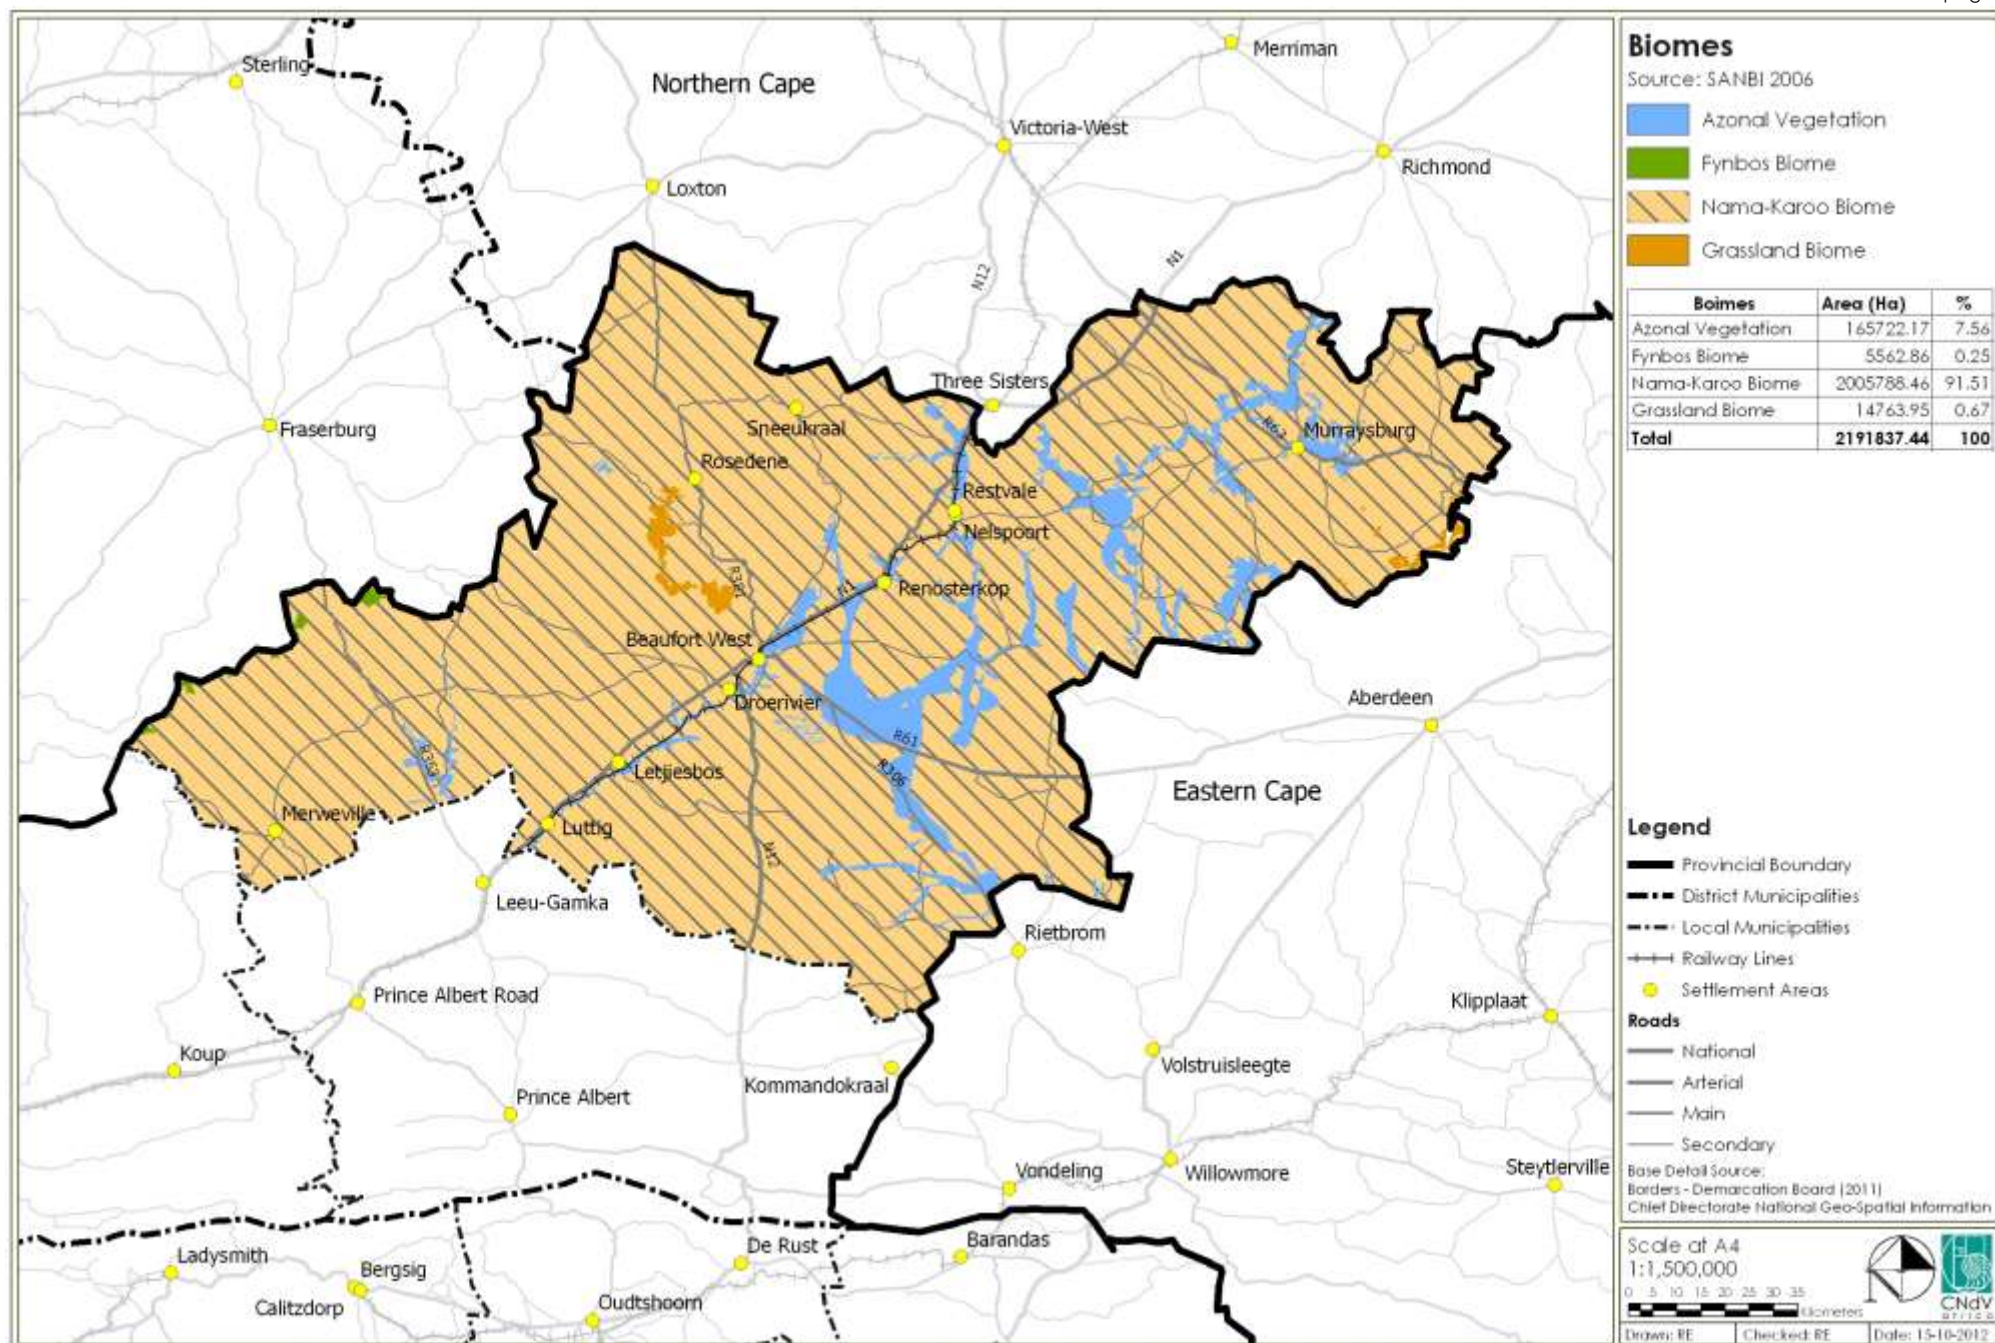 pag
Sterling
Northern Cape
Merriman
Victoria-West
Richmond
Loxton
N12
N1
Three Sisters
Fraserburg
Sneeukraal
R63
Murraysburg
Rosedene
Restvale
Nelspoort
R381
N1
Renosterkop
Beaufort West
Droerivier
Aberdeen
R61
R306
R353
Letjiesbos
Eastern Cape
Merweville
Luttig
N12
Leeu-Gamka
Rietbrom
Prince Albert Road
Klipplaat
Koup
Volstruisleegte
Kommandokraal
Prince Albert
Vondeling
Willowmore
Steytlerville
Ladysmith
De Rust
Barandas
Bergsig
Calitzdorp
Oudtshoorn
Biomes
Source: SANBI 2006
Azonal Vegetation
Fynbos Biome
Nama-Karoo Biome
Grassland Biome
Boimes Area (Ha) %
Azonal Vegetation 165722.17 7.56
Fynbos Biome 5562.86 0.25
Nama-Karoo Biome 2005788.46 91.51
Grassland Biome 14763.95 0.67
Total 2191837.44 100
Legend
Provincial Boundary
District Municipalities
Local Municipalities
Railway Lines
Settlement Areas
Roads
National
Arterial
Main
Secondary
Base Detail Source:
Borders - Demarcation Board (2011)
Chief Directorate National Geo-Spatial Information
Scale at A4
1:1,500,000
0 5 10 15 20 25 30 35
Kilometers
N
CNdV
africa
Drawn: RE Checked: RE Date: 15-10-2012